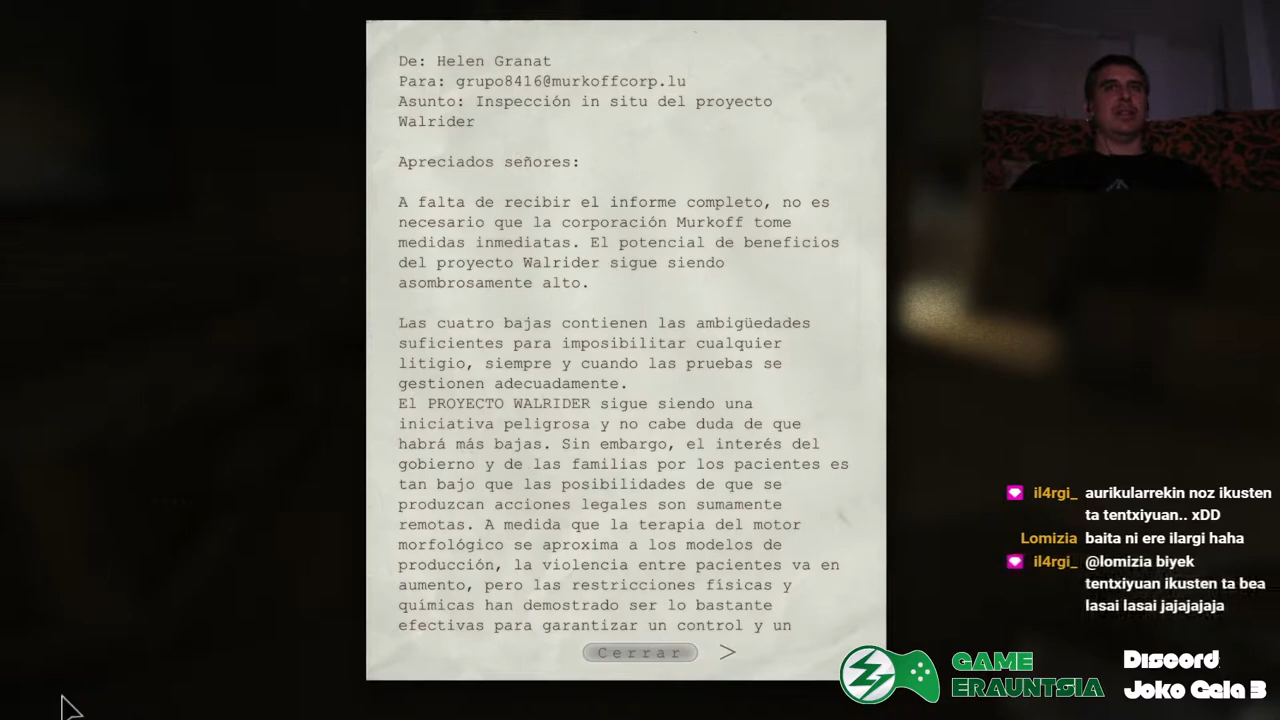 De: Helen Granat
Para: grupo8416@murkoffcorp.lu
Asunto: Inspección in situ del proyecto
Walrider
Apreciados señores:
A falta de recibir el informe completo, no es
necesario que la corporación Murkoff tome
medidas inmediatas. El potencial de beneficios
del proyecto Walrider sigue siendo
asombrosamente alto.
Las cuatro bajas contienen las ambigüedades
suficientes para imposibilitar cualquier
litigio, siempre y cuando las pruebas se
gestionen adecuadamente.
El PROYECTO WALRIDER sigue siendo una
iniciativa peligrosa y no cabe duda de que
habrá más bajas. Sin embargo, el interés del
gobierno y de las familias por los pacientes es
tan bajo que las posibilidades de que se
produzcan acciones legales son sumamente
remotas. A medida que la terapia del motor
morfológico se aproxima a los modelos de
producción, la violencia entre pacientes va en
aumento, pero las restricciones físicas y
químicas han demostrado ser lo bastante
efectivas para garantizar un control y un
Cerrar >
il4rgi_ aurikularrekin noz ikusten
ta tentxiyuan.. xDD
Lomizia baita ni ere ilargi haha
il4rgi_ @lomizia biyek
tentxiyuan ikusten ta bea
lasai lasai jajajajaja
GAME
ERAUNTSIA
Discord
Joko Gela 3